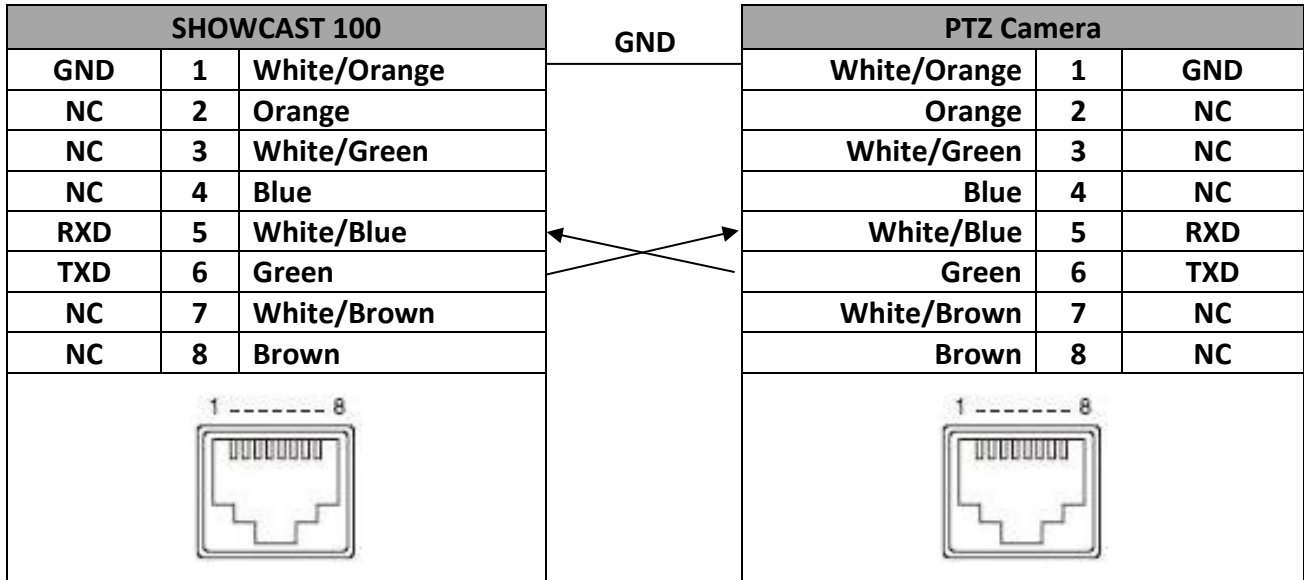 SHOWCAST 100 GND PTZ Camera
GND 1 White/Orange White/Orange 1 GND
NC 2 Orange Orange 2 NC
NC 3 White/Green White/Green 3 NC
NC 4 Blue Blue 4 NC
RXD 5 White/Blue White/Blue 5 RXD
TXD 6 Green Green 6 TXD
NC 7 White/Brown White/Brown 7 NC
NC 8 Brown Brown 8 NC
1 ------- 8 1 ------- 8